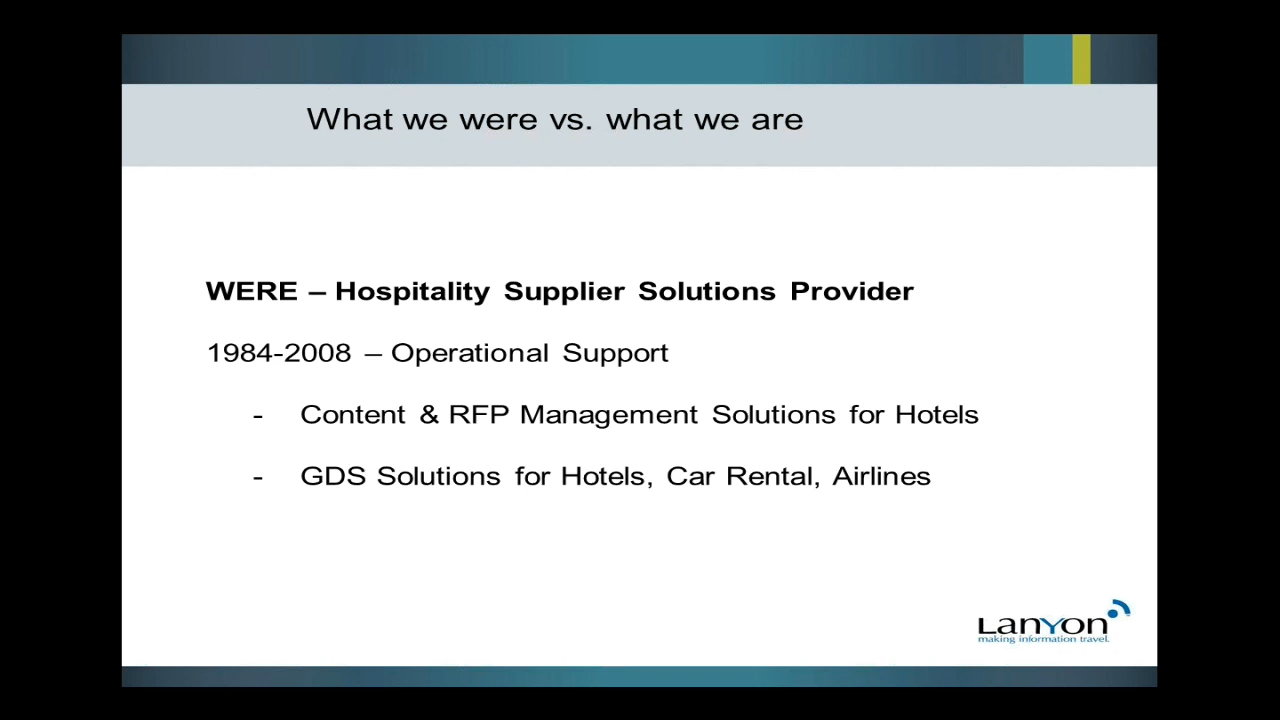 What we were vs. what we are
WERE – Hospitality Supplier Solutions Provider
1984-2008 – Operational Support
- Content & RFP Management Solutions for Hotels
- GDS Solutions for Hotels, Car Rental, Airlines
Lanyon
making information travel.